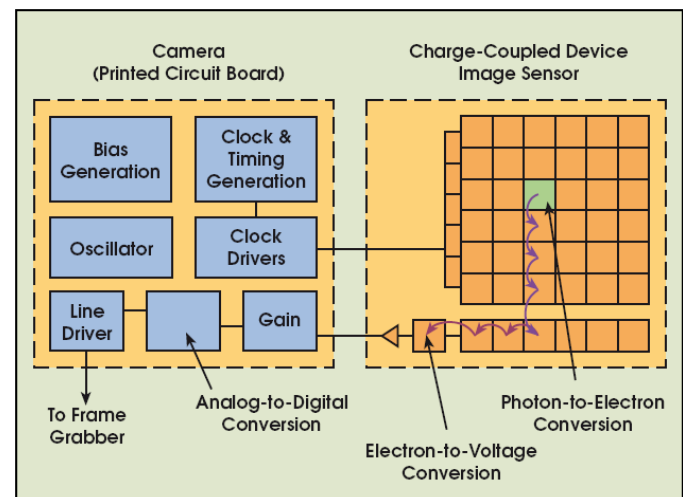 Camera
(Printed Circuit Board)
Charge-Coupled Device
Image Sensor
Bias
Generation
Clock &
Timing
Generation
Oscillator
Clock
Drivers
Line
Driver
Gain
To Frame
Grabber
Analog-to-Digital
Conversion
Electron-to-Voltage
Conversion
Photon-to-Electron
Conversion